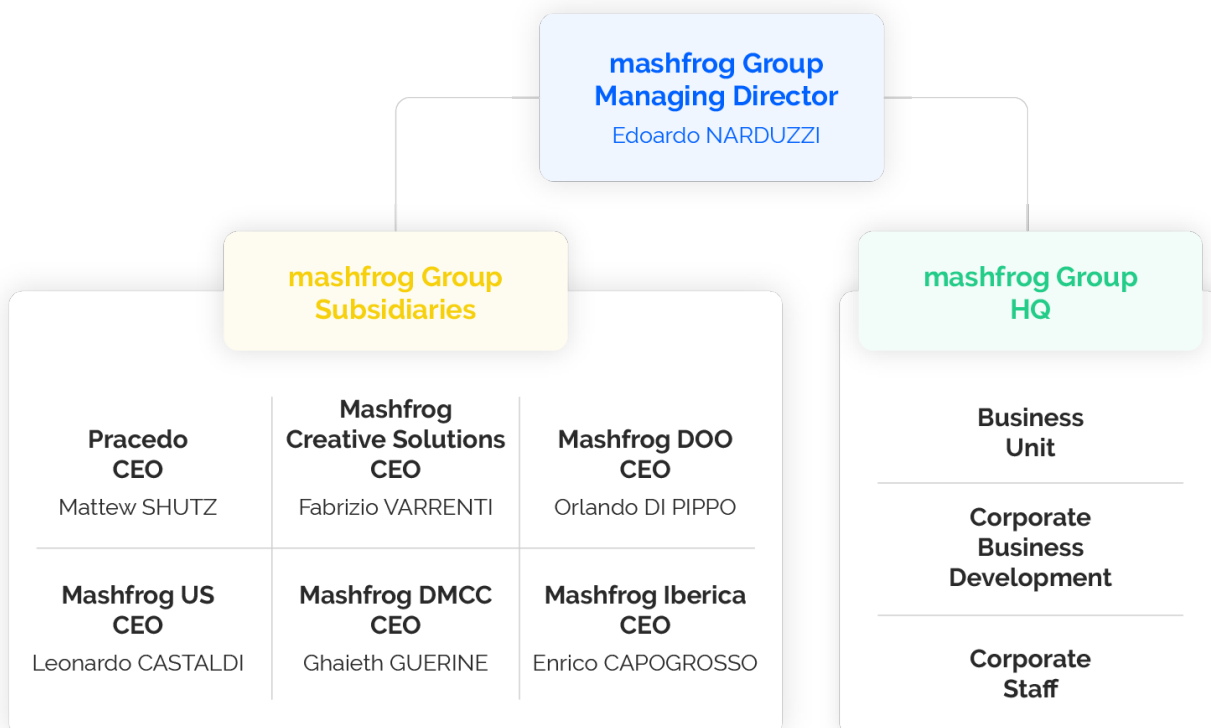 mashfrog Group
Managing Director
Edoardo NARDUZZI
mashfrog Group
Subsidiaries
mashfrog Group
HQ
Pracedo
CEO
Mattew SHUTZ
Mashfrog
Creative Solutions
CEO
Fabrizio VARRENTI
Mashfrog DOO
CEO
Orlando DI PIPPO
Mashfrog US
CEO
Leonardo CASTALDI
Mashfrog DMCC
CEO
Ghaieth GUERINE
Mashfrog Iberica
CEO
Enrico CAPOGROSSO
Business
Unit
Corporate
Business
Development
Corporate
Staff